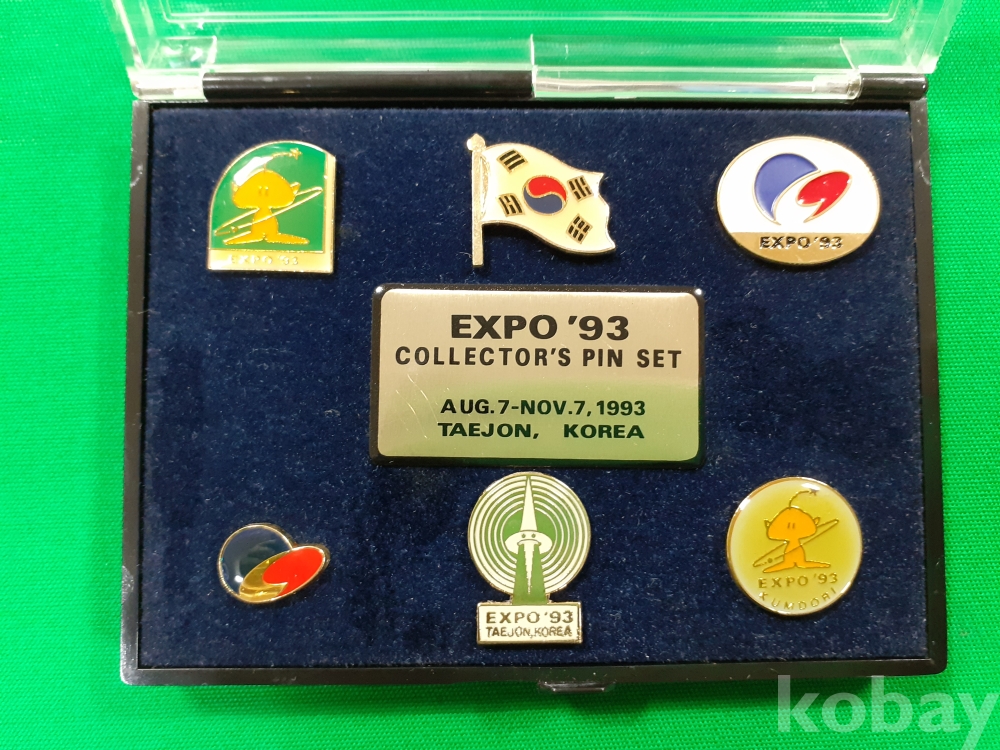 EXPO '93
EXPO '93
EXPO '93
COLLECTOR'S PIN SET
AUG.7-NOV.7,1993
TAEJON, KOREA
EXPO '93
TAEJON,KOREA
EXPO '93
KUMDORI
kobay